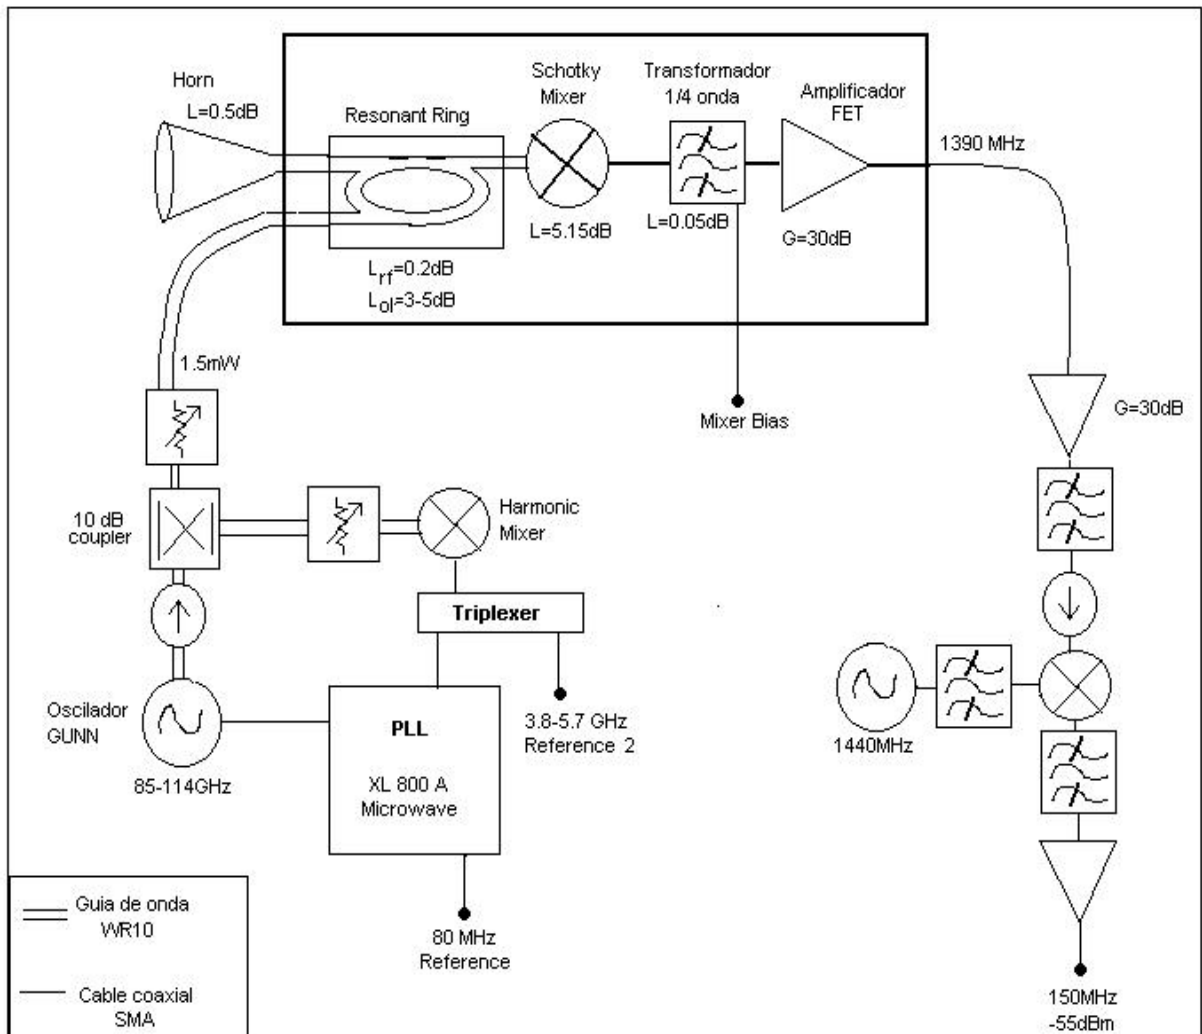 Horn
L=0.5dB
Resonant Ring
Lrf=0.2dB
Lol=3-5dB
Schotky
Mixer
L=5.15dB
Transformador
1/4 onda
L=0.05dB
Amplificador
FET
G=30dB
1390 MHz
Mixer Bias
G=30dB
1.5mW
10 dB
coupler
Harmonic
Mixer
Triplexer
3.8-5.7 GHz
Reference 2
Oscilador
GUNN
85-114GHz
PLL
XL 800 A
Microwave
80 MHz
Reference
1440MHz
150MHz
-55dBm
Guia de onda
WR10
Cable coaxial
SMA